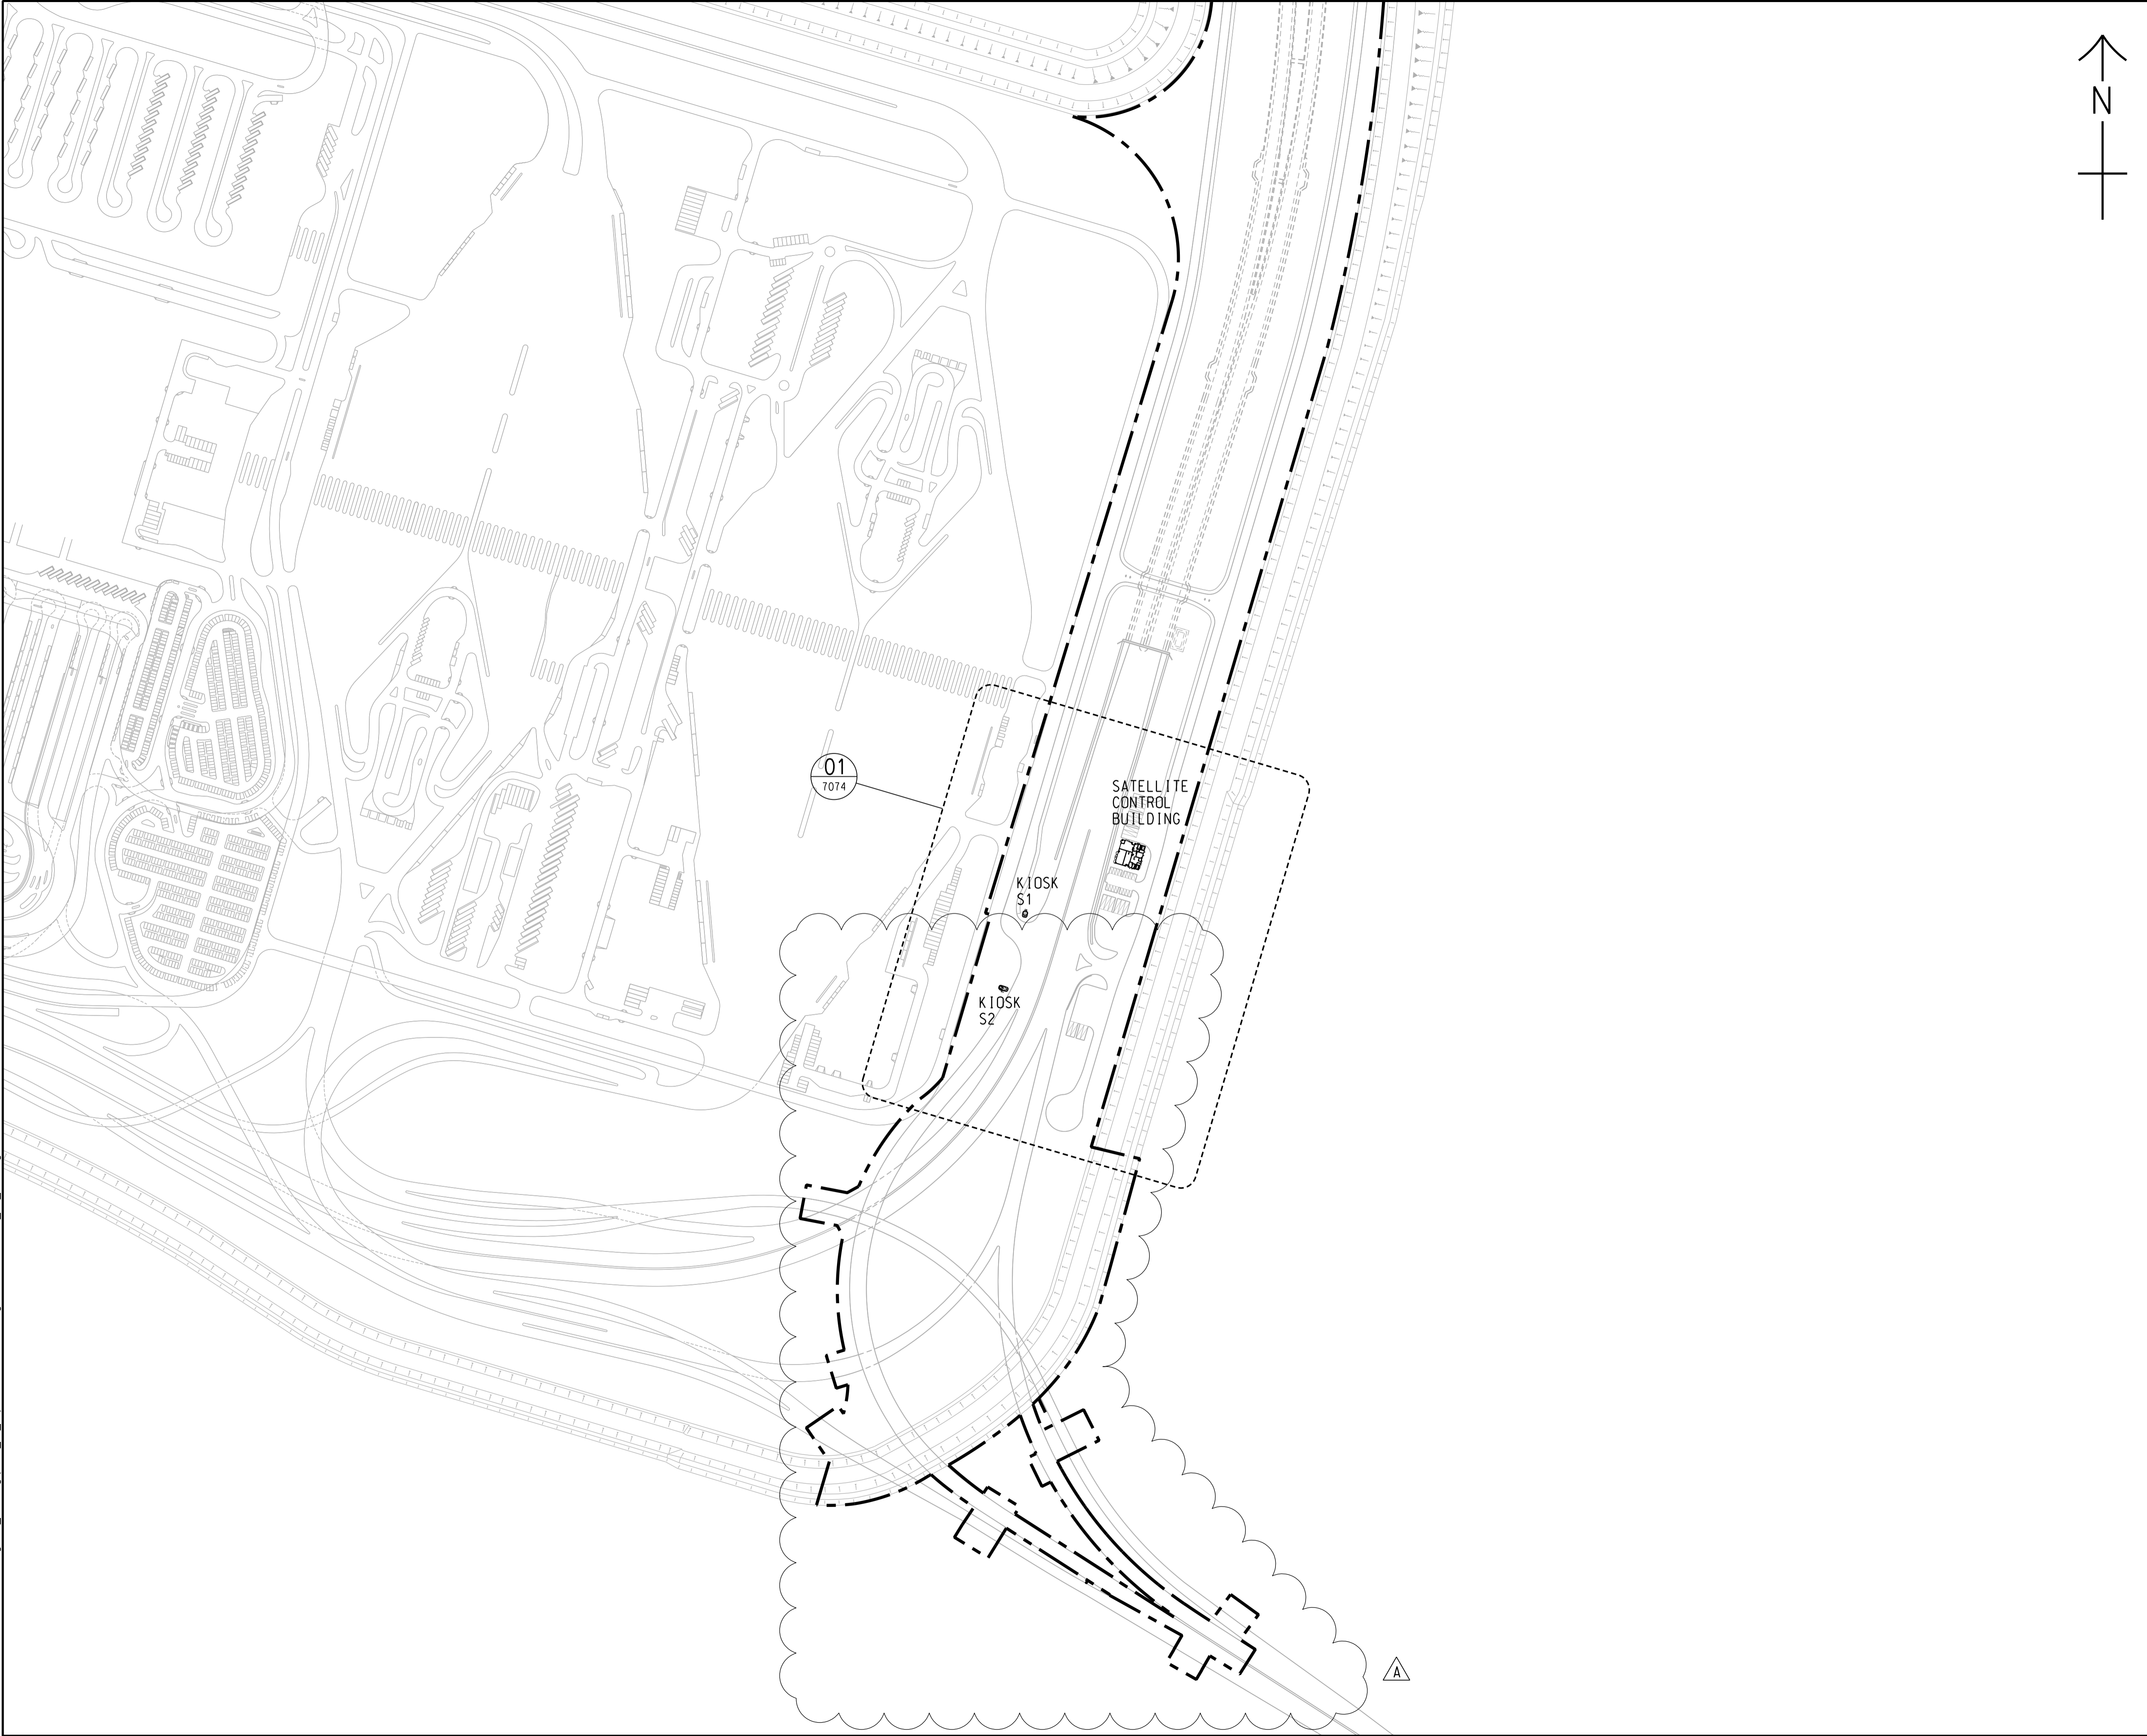 N
01
7074
SATELLITE
CONTROL
BUILDING
KIOSK
S1
KIOSK
S2
A